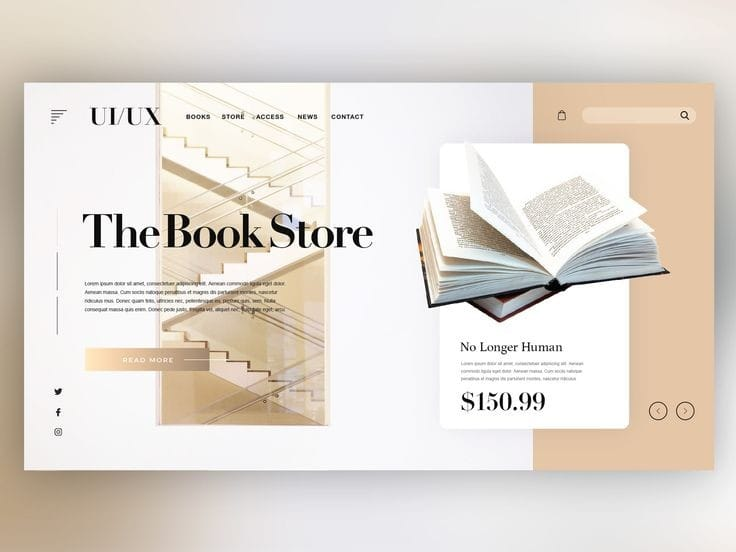 UI/UX
BOOKS STORE ACCESS NEWS CONTACT
The Book Store
Lorem ipsum dolor sit amet, consectetuer adipiscing elit. Aenean commodo ligula eget dolor.
Aenean massa. Cum sociis natoque penatibus et magnis dis parturient montes, nascetur
ridiculus mus. Donec quam felis, ultricies nec, pellentesque eu, pretium quis, sem. Nulla
consequat massa quis enim. Donec pede justo, fringilla vel, aliquet nec, vulputate eget, arcu
READ MORE
No Longer Human
Lorem ipsum dolor sit amet, consectetuer adipiscing elit
dolor. Aenean massa. Cum sociis natoque
penatibus et magnis dis parturient montes, nascetur ridiculus
$150.99